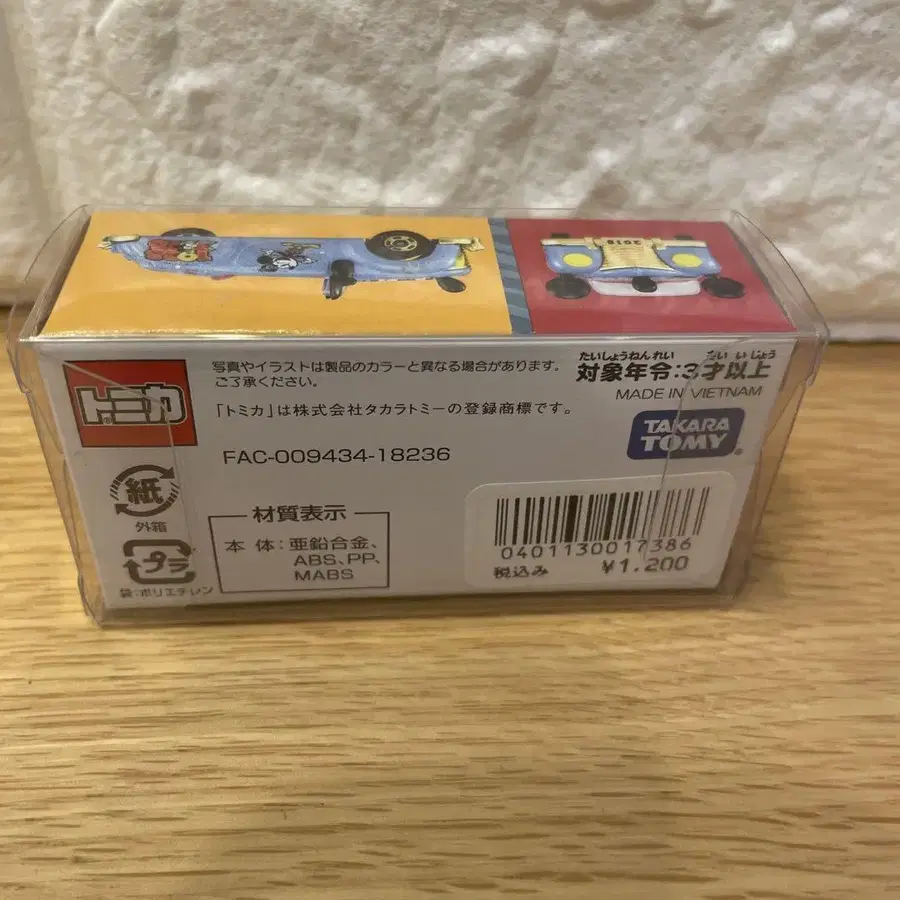 2018
写真やイラストは製品のカラーと異なる場合があります。
ご了承ください。
たいしょうねんれい さい いじょう
対象年令:3才以上
MADE IN VIETNAM
トミカ
「トミカ」は株式会社タカラトミーの登録商標です。
TAKARA
TOMY
FAC-009434-18236
紙
外箱
プラ
袋:ポリエチレン
材質表示
本 体:亜鉛合金、
ABS、PP、
MABS
0401130017386
税込み ¥1,200